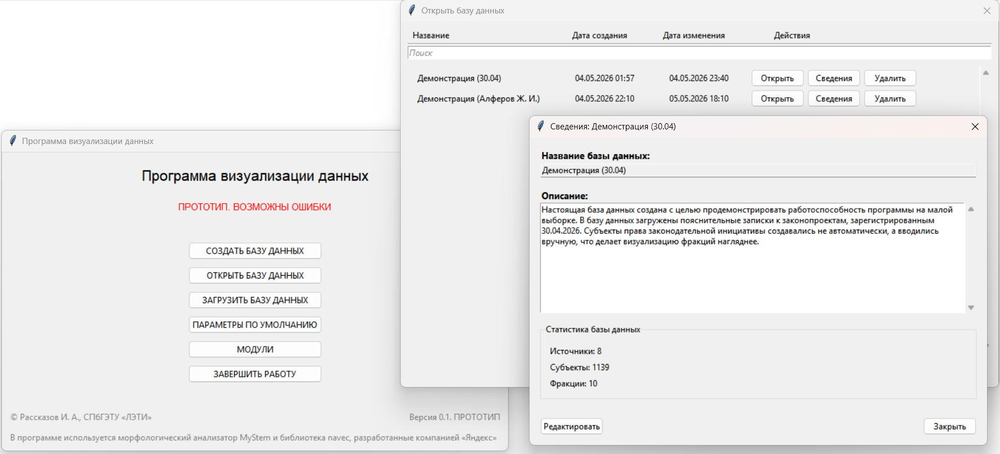 Открыть базу данных
Название Дата создания Дата изменения Действия
Поиск
Демонстрация (30.04) 04.05.2026 01:57 04.05.2026 23:40 Открыть Сведения Удалить
Демонстрация (Алферов Ж. И.) 04.05.2026 22:10 05.05.2026 18:10 Открыть Сведения Удалить
Программа визуализации данных
Программа визуализации данных
ПРОТОТИП. ВОЗМОЖНЫ ОШИБКИ
СОЗДАТЬ БАЗУ ДАННЫХ
ОТКРЫТЬ БАЗУ ДАННЫХ
ЗАГРУЗИТЬ БАЗУ ДАННЫХ
ПАРАМЕТРЫ ПО УМОЛЧАНИЮ
МОДУЛИ
ЗАВЕРШИТЬ РАБОТУ
© Рассказов И. А., СПбГЭТУ «ЛЭТИ» Версия 0.1. ПРОТОТИП
В программе используется морфологический анализатор MyStem и библиотека navec, разработанные компанией «Яндекс»
Сведения: Демонстрация (30.04)
Название базы данных:
Демонстрация (30.04)
Описание:
Настоящая база данных создана с целью продемонстрировать работоспособность программы на малой
выборке. В базу данных загружены пояснительные записки к законопроектам, зарегистрированным
30.04.2026. Субъекты права законодательной инициативы создавались не автоматически, а вводились
вручную, что делает визуализацию фракций нагляднее.
Статистика базы данных
Источники: 8
Субъекты: 1139
Фракции: 10
Редактировать Закрыть